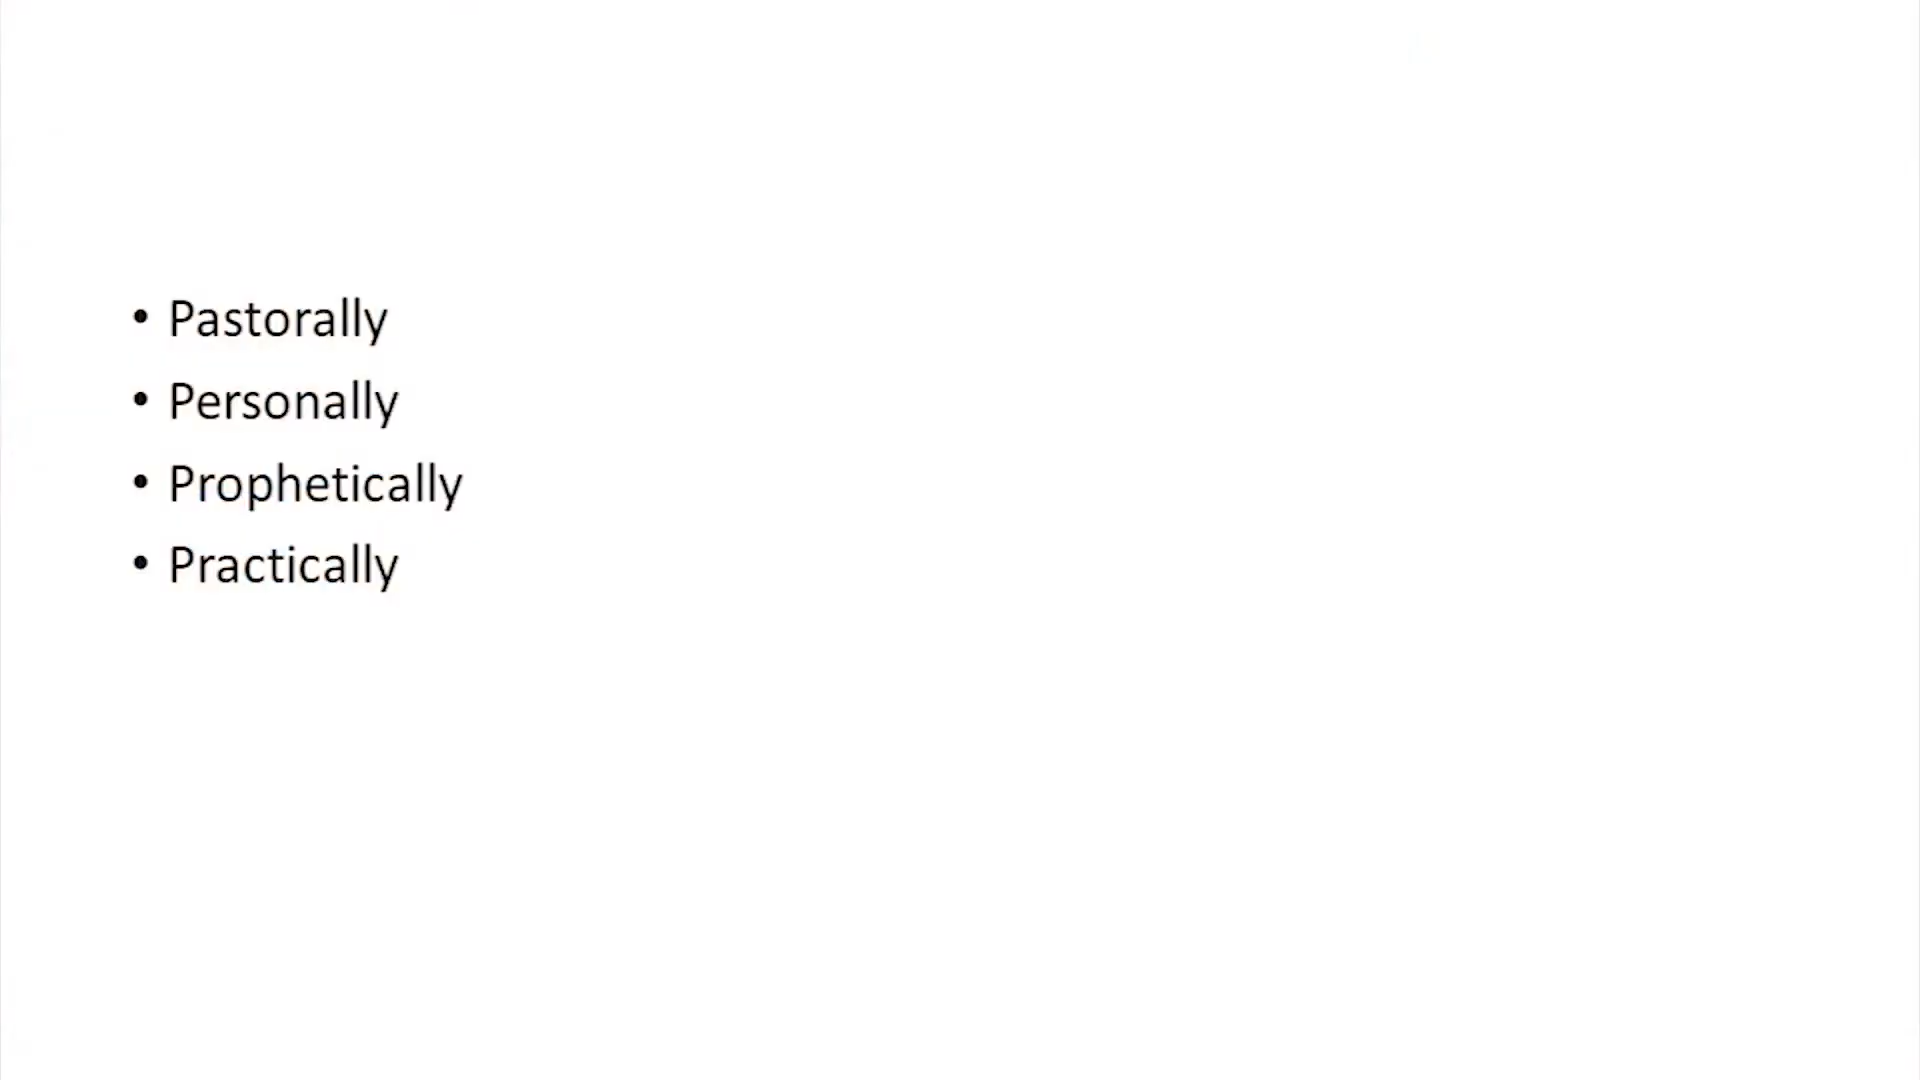 • Pastorally
• Personally
• Prophetically
• Practically